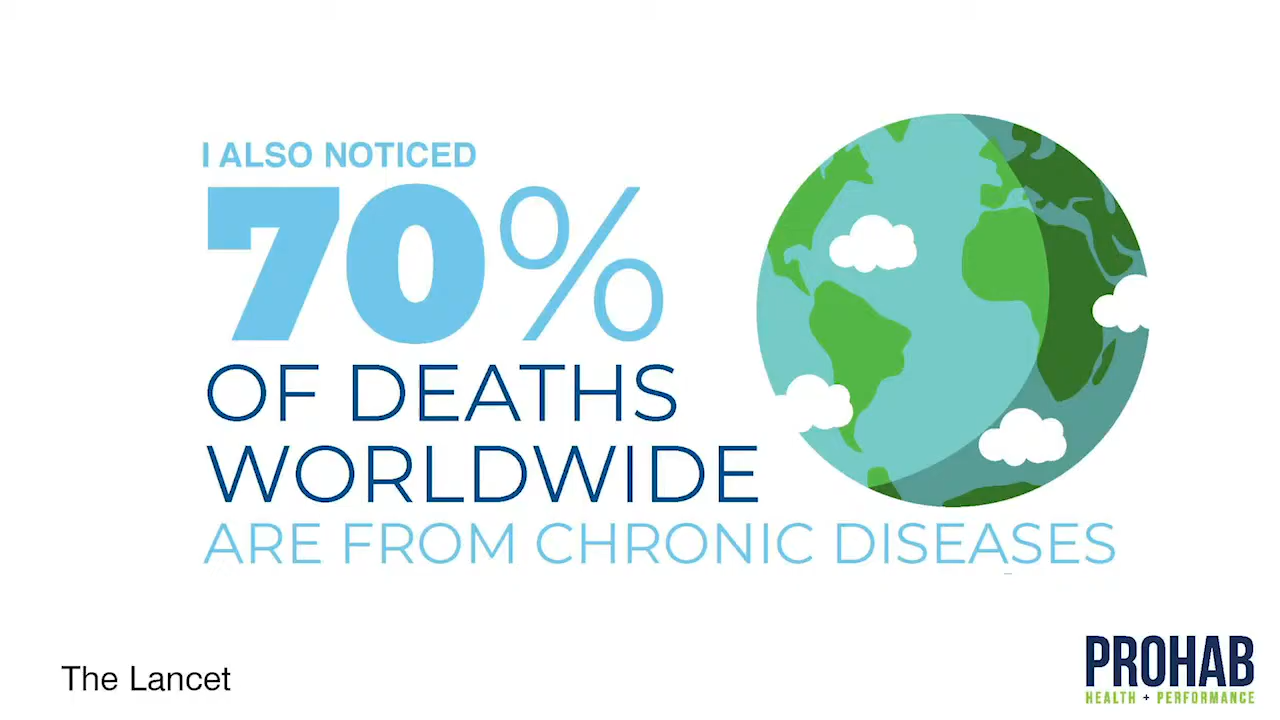 I ALSO NOTICED
70%
OF DEATHS
WORLDWIDE
ARE FROM CHRONIC DISEASES
The Lancet
PROHAB
HEALTH + PERFORMANCE